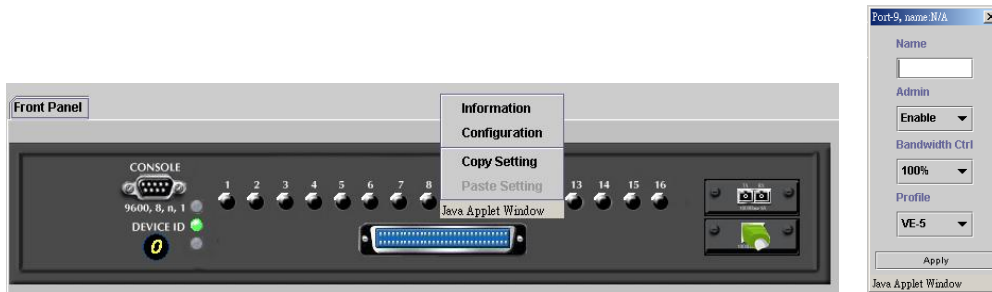 Front Panel
CONSOLE
9600, 8, n, 1
DEVICE ID
0
1 2 3 4 5 6 7 8
13 14 15 16
Information
Configuration
Copy Setting
Paste Setting
Java Applet Window
Port-9, name:N/A
Name
Admin
Enable
Bandwidth Ctrl
100%
Profile
VE-5
Apply
Java Applet Window